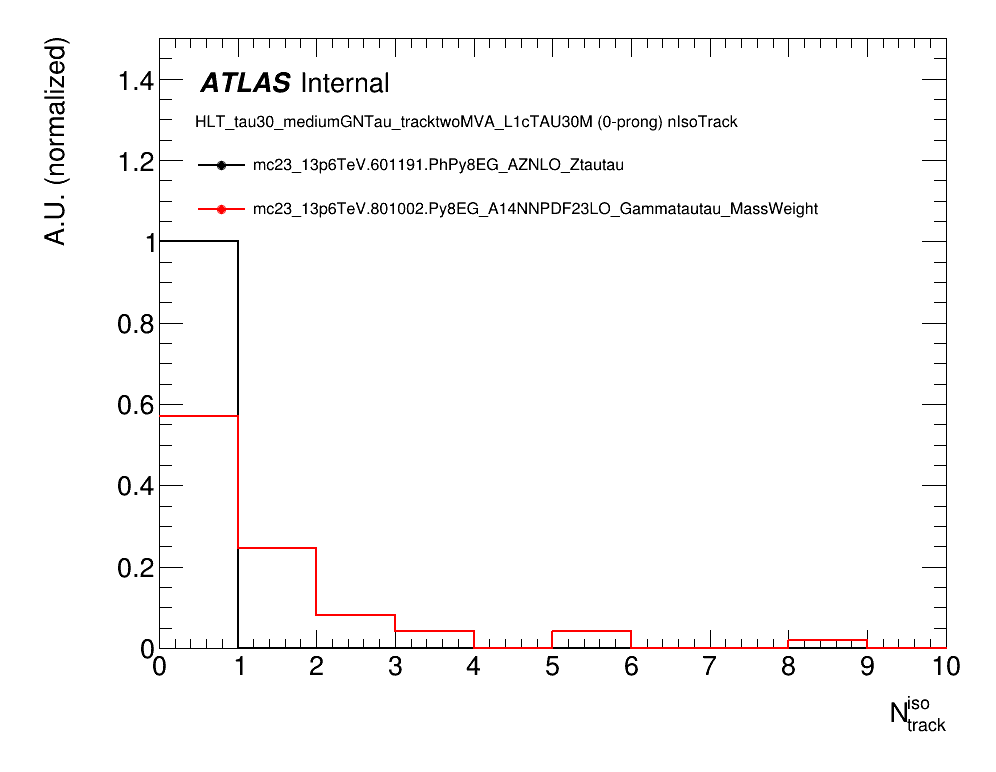 A.U. (normalized)
1.4
1.2
1
0.8
0.6
0.4
0.2
0
ATLAS Internal
HLT_tau30_mediumGNTau_tracktwoMVA_L1cTAU30M (0-prong) nIsoTrack
mc23_13p6TeV.601191.PhPy8EG_AZNLO_Ztautau
mc23_13p6TeV.801002.Py8EG_A14NNPDF23LO_Gammatautau_MassWeight
0 1 2 3 4 5 6 7 8 9 10
N iso track